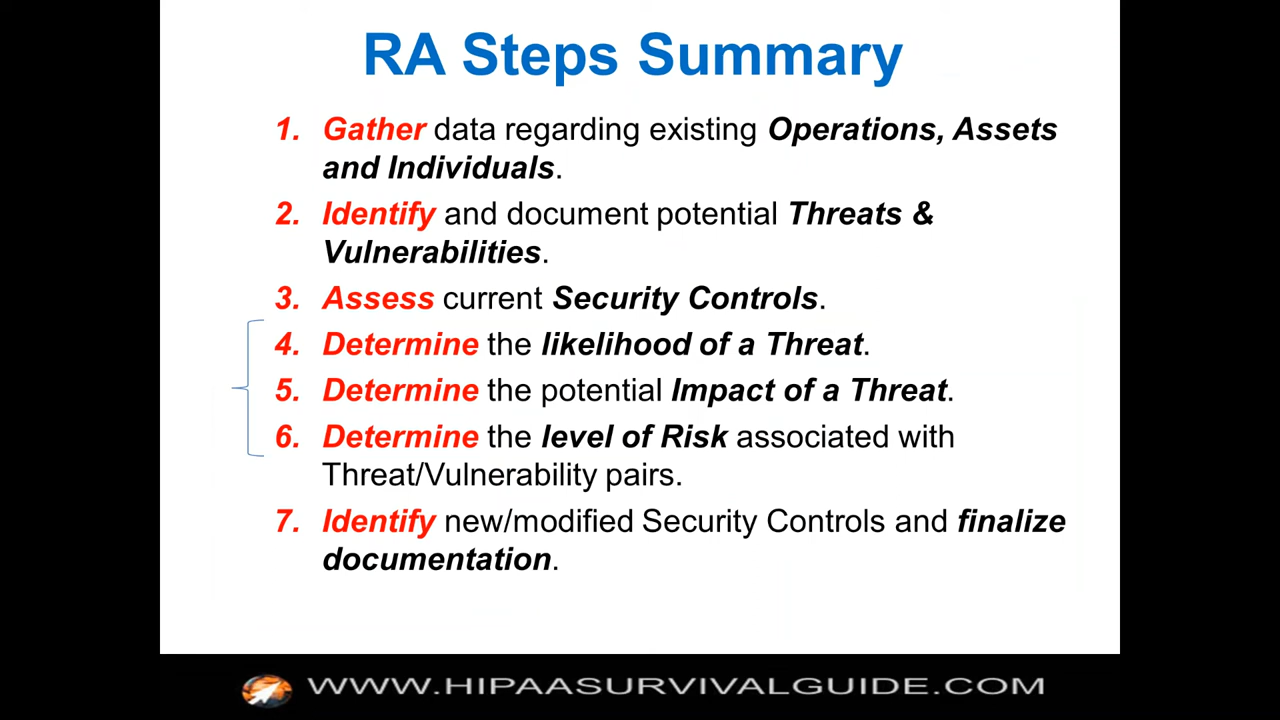 RA Steps Summary
1. Gather data regarding existing Operations, Assets
and Individuals.
2. Identify and document potential Threats &
Vulnerabilities.
3. Assess current Security Controls.
4. Determine the likelihood of a Threat.
5. Determine the potential Impact of a Threat.
6. Determine the level of Risk associated with
Threat/Vulnerability pairs.
7. Identify new/modified Security Controls and finalize
documentation.
WWW.HIPAASURVIVALGUIDE.COM